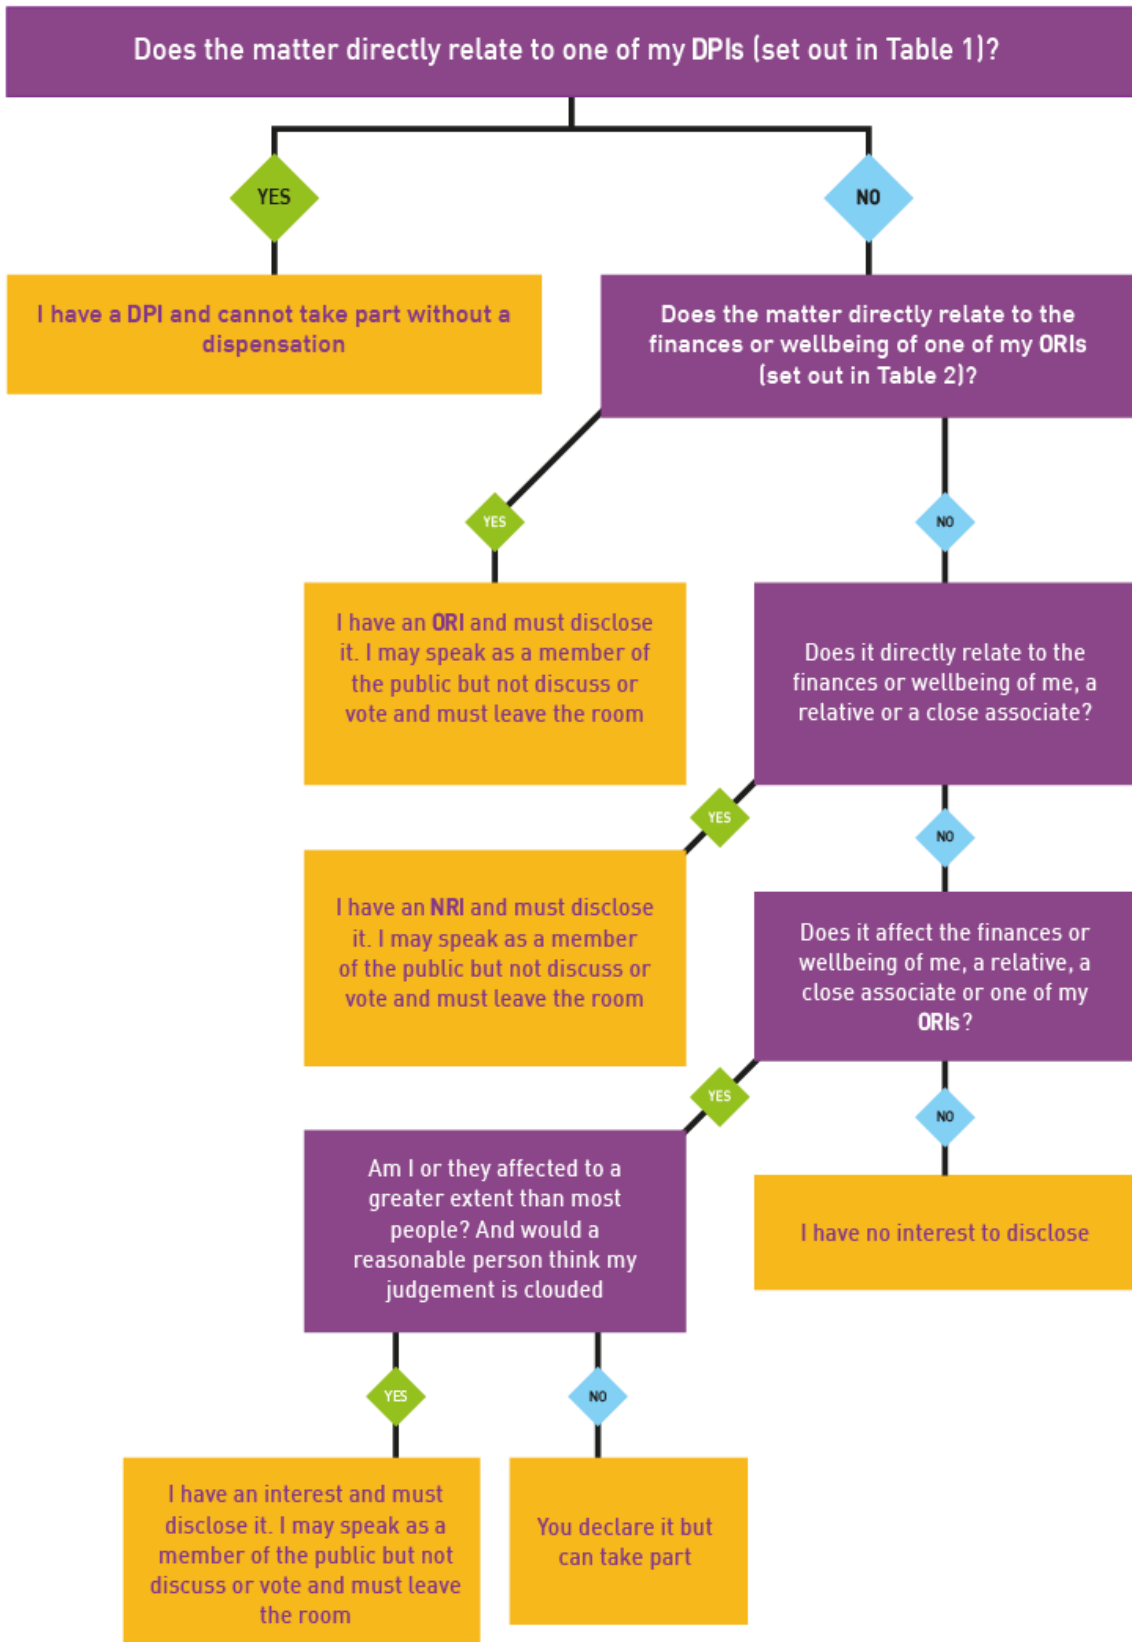 Does the matter directly relate to one of my DPIs (set out in Table 1)?
YES
NO
I have a DPI and cannot take part without a
dispensation
Does the matter directly relate to the
finances or wellbeing of one of my ORIs
(set out in Table 2)?
YES
NO
I have an ORI and must disclose
it. I may speak as a member of
the public but not discuss or
vote and must leave the room
Does it directly relate to the
finances or wellbeing of me, a
relative or a close associate?
YES
NO
I have an NRI and must disclose
it. I may speak as a member
of the public but not discuss or
vote and must leave the room
Does it affect the finances or
wellbeing of me, a relative, a
close associate or one of my
ORIs?
YES
NO
Am I or they affected to a
greater extent than most
people? And would a
reasonable person think my
judgement is clouded
I have no interest to disclose
YES
NO
I have an interest and must
disclose it. I may speak as a
member of the public but not
discuss or vote and must leave
the room
You declare it but
can take part